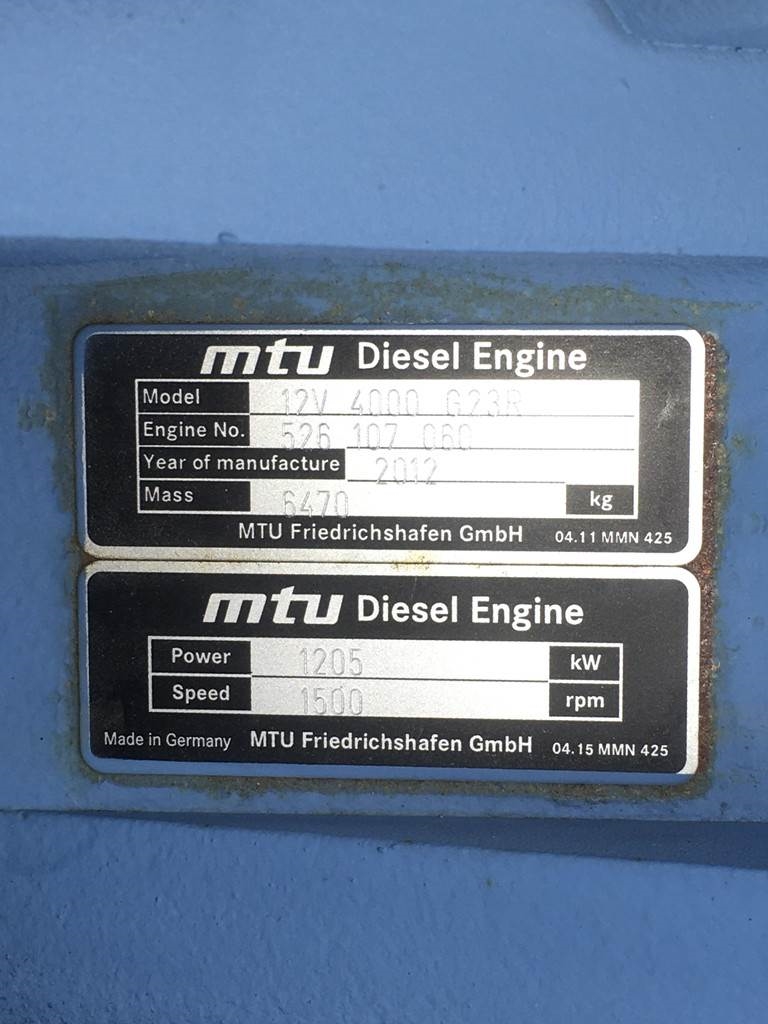 mtu Diesel Engine
Model 12V 4000 G23R
Engine No. 526 107 060
Year of manufacture 2012
Mass 6470 kg
MTU Friedrichshafen GmbH 04.11 MMN 425
mtu Diesel Engine
Power 1205 kW
Speed 1500 rpm
Made in Germany MTU Friedrichshafen GmbH 04.15 MMN 425